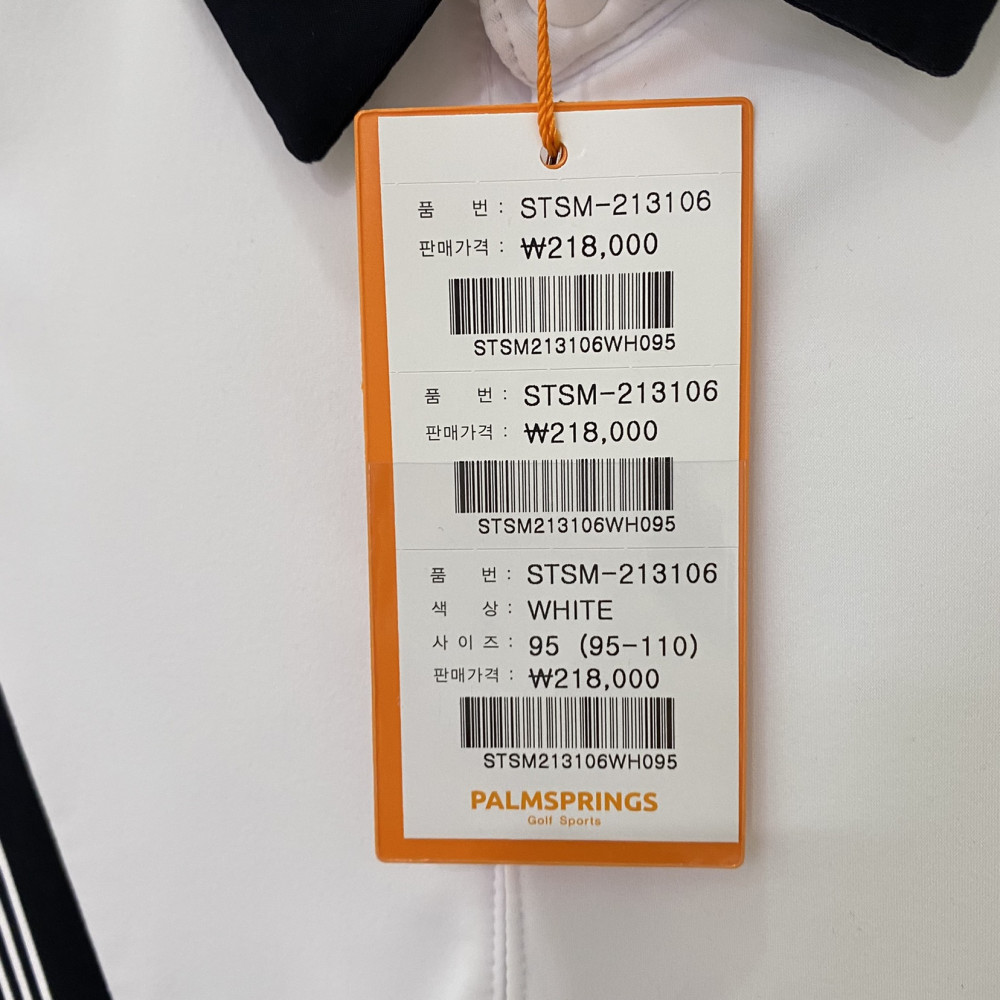 품 번 : STSM-213106
판매가격 : ₩218,000
STSM213106WH095
품 번 : STSM-213106
판매가격 : ₩218,000
STSM213106WH095
품 번 : STSM-213106
색 상 : WHITE
사 이 즈 : 95 (95-110)
판매가격 : ₩218,000
STSM213106WH095
PALMSPRINGS
Golf Sports